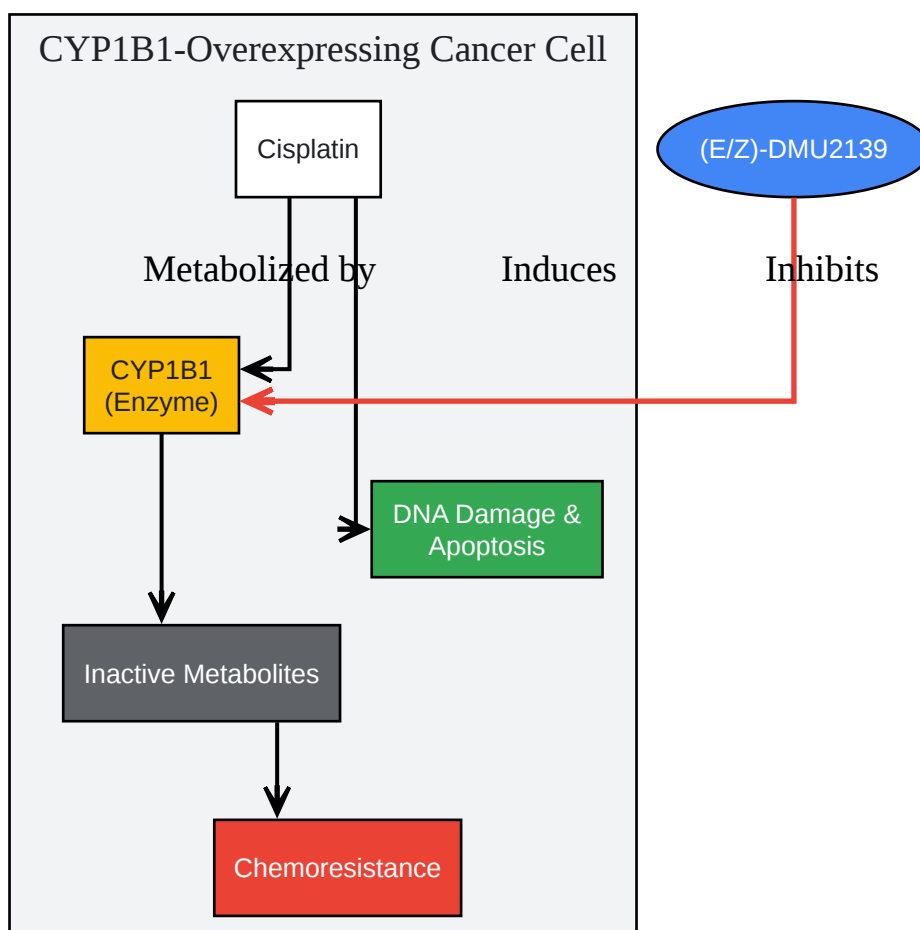 CYP1B1-Overexpressing Cancer Cell
Cisplatin
(E/Z)-DMU2139
Metabolized by
Induces
Inhibits
CYP1B1
(Enzyme)
DNA Damage &
Apoptosis
Inactive Metabolites
Chemoresistance